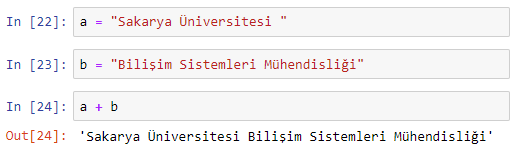 In [22]: a = "Sakarya Üniversitesi "
In [23]: b = "Bilişim Sistemleri Mühendisliği"
In [24]: a + b
Out[24]: 'Sakarya Üniversitesi Bilişim Sistemleri Mühendisliği'